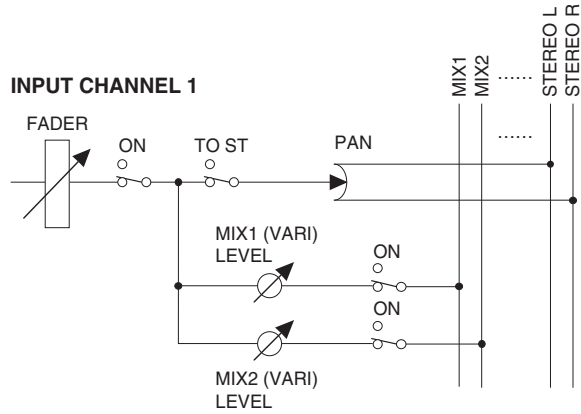 INPUT CHANNEL 1
FADER
ON
TO ST
PAN
MIX1
MIX2
......
STEREO L
STEREO R
......
MIX1 (VARI)
LEVEL
ON
ON
MIX2 (VARI)
LEVEL